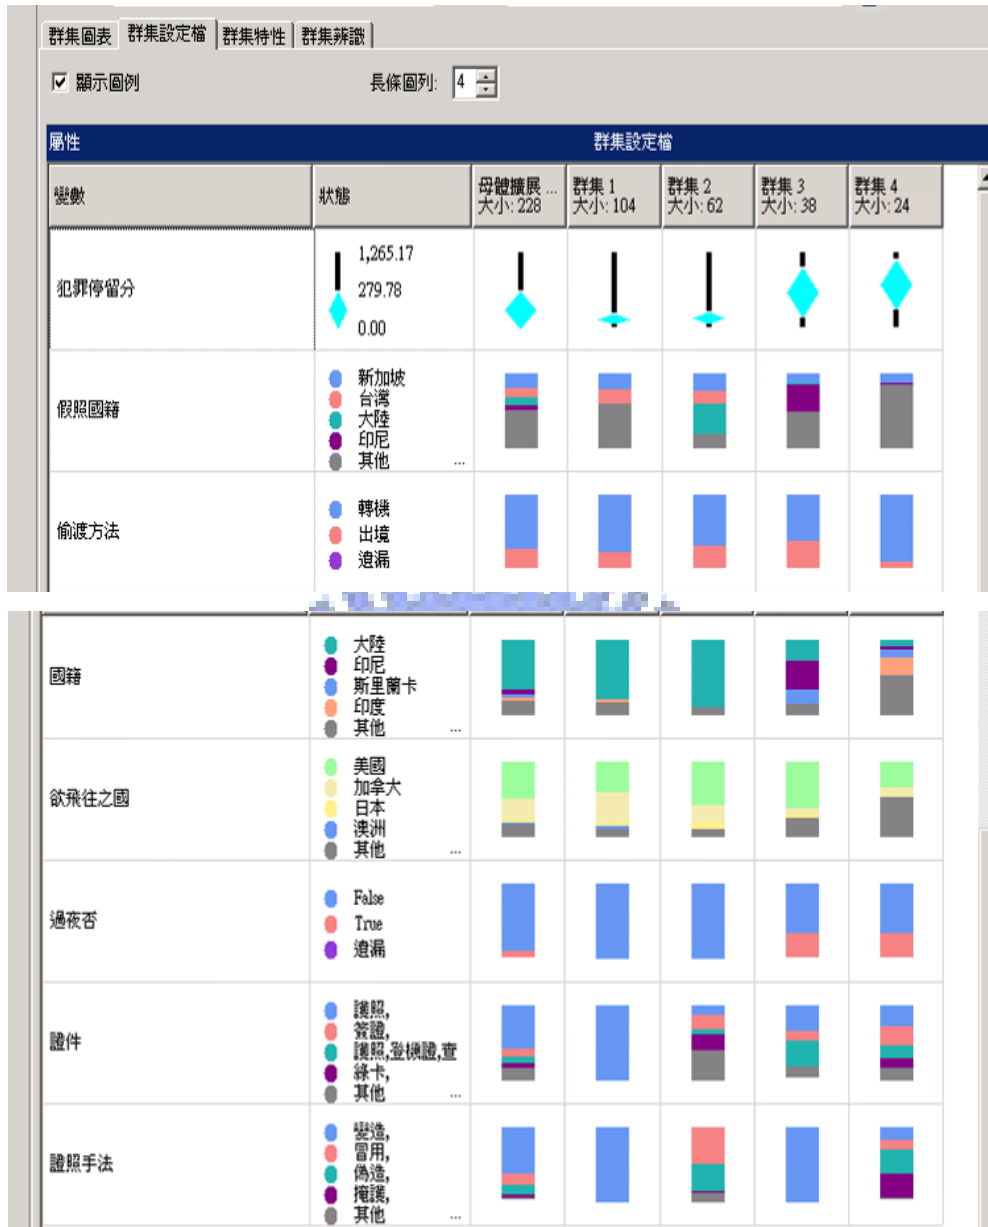 群集圖表 群集設定檔 群集特性 群集辨識
顯示圖例 長條圖列: 4
屬性 群集設定檔
變數 狀態 母體擴展 ... 群集 1 群集 2 群集 3 群集 4
大小: 228 大小: 104 大小: 62 大小: 38 大小: 24
犯罪停留分
1,265.17
279.78
0.00
假照國籍
新加坡
台灣
大陸
印尼
其他 ...
偷渡方法
轉機
出境
遺漏
國籍
大陸
印尼
斯里蘭卡
印度
其他 ...
欲飛往之國
美國
加拿大
日本
澳洲
其他 ...
過夜否
False
True
遺漏
證件
護照,
簽證,
護照,登機證,查
綠卡,
其他 ...
證照手法
變造,
冒用,
偽造,
掩護,
其他 ...